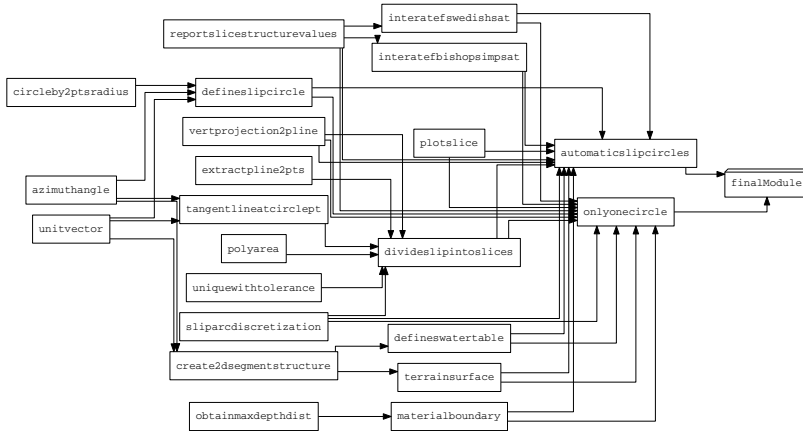 interatefswedishsat
reportslicestructurevalues
interatefbishopsimpsat
circleby2ptsradius
defineslipcircle
vertprojection2pline
plotslice
automaticslipcircles
extractpline2pts
finalModule
azimuthangle
tangentlineatcirclept
onlyonecircle
unitvector
polyarea
divideslipintoslices
uniquewithtolerance
sliparcdiscretization
defineswatertable
create2dsegmentstructure
terrainsurface
obtainmaxdepthdist
materialboundary